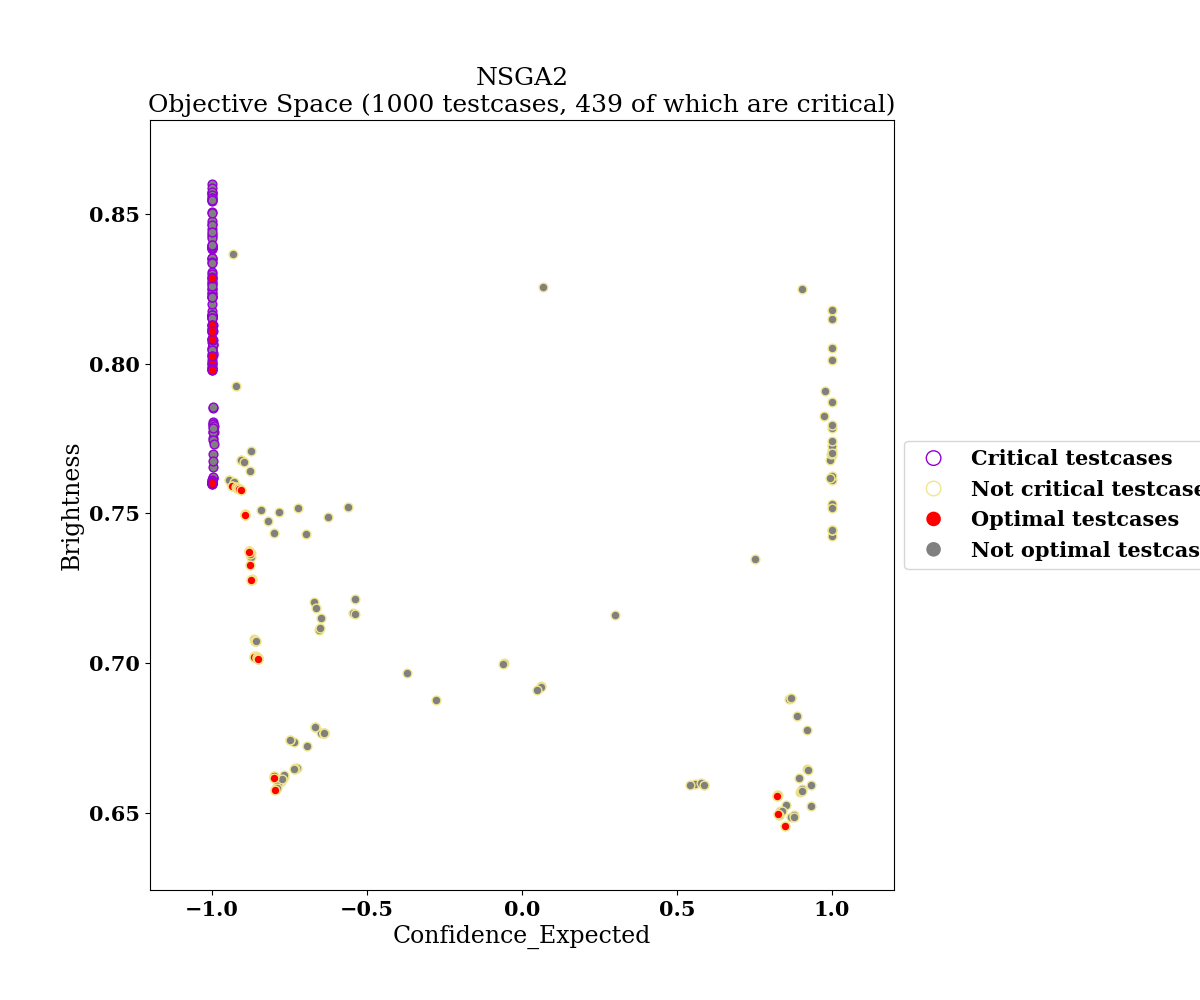 NSGA2
Objective Space (1000 testcases, 439 of which are critical)
0.85
0.80
0.75
0.70
0.65
Brightness
−1.0
−0.5
0.0
0.5
1.0
Confidence_Expected
Critical testcases
Not critical testcase
Optimal testcases
Not optimal testcas